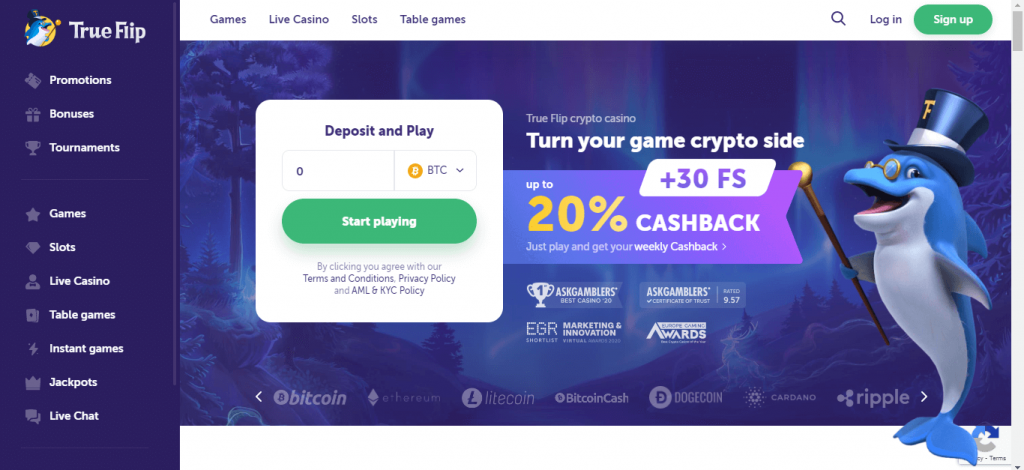 True Flip
Promotions
Bonuses
Tournaments
Games
Slots
Live Casino
Table games
Instant games
Jackpots
Live Chat
Games Live Casino Slots Table games
Log in Sign up
Deposit and Play
0 BTC
Start playing
By clicking you agree with our
Terms and Conditions, Privacy Policy
and AML & KYC Policy
True Flip crypto casino
Turn your game crypto side
+30 FS
up to
20% CASHBACK
Just play and get your weekly Cashback >
1 ASKGAMBLERS'
BEST CASINO '20
ASKGAMBLERS'
CERTIFICATE OF TRUST
RATED
9.57
EGR
SHORTLIST
MARKETING &
INNOVATION
VIRTUAL AWARDS 2020
EUROPE GAMING
AWARDS
bitcoin ethereum litecoin BitcoinCash DOGECOIN CARDANO ripple
- Terms